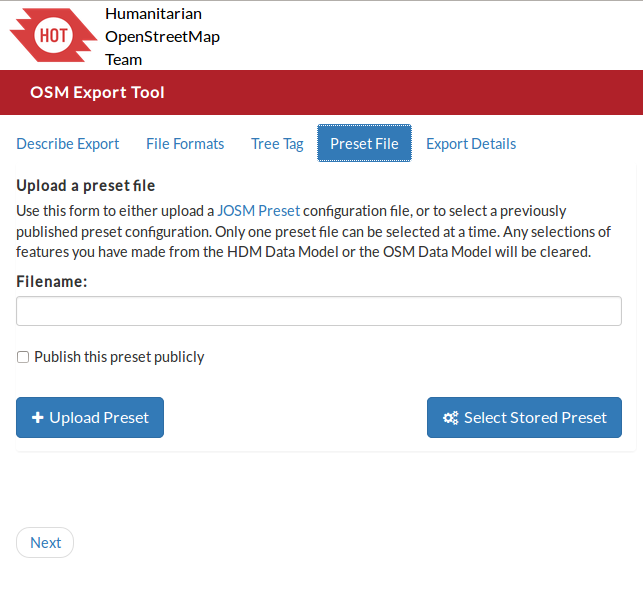 HOT
Humanitarian
OpenStreetMap
Team
OSM Export Tool
Describe Export File Formats Tree Tag Preset File Export Details
Upload a preset file
Use this form to either upload a JOSM Preset configuration file, or to select a previously
published preset configuration. Only one preset file can be selected at a time. Any selections of
features you have made from the HDM Data Model or the OSM Data Model will be cleared.
Filename:
Publish this preset publicly
Upload Preset Select Stored Preset
Next